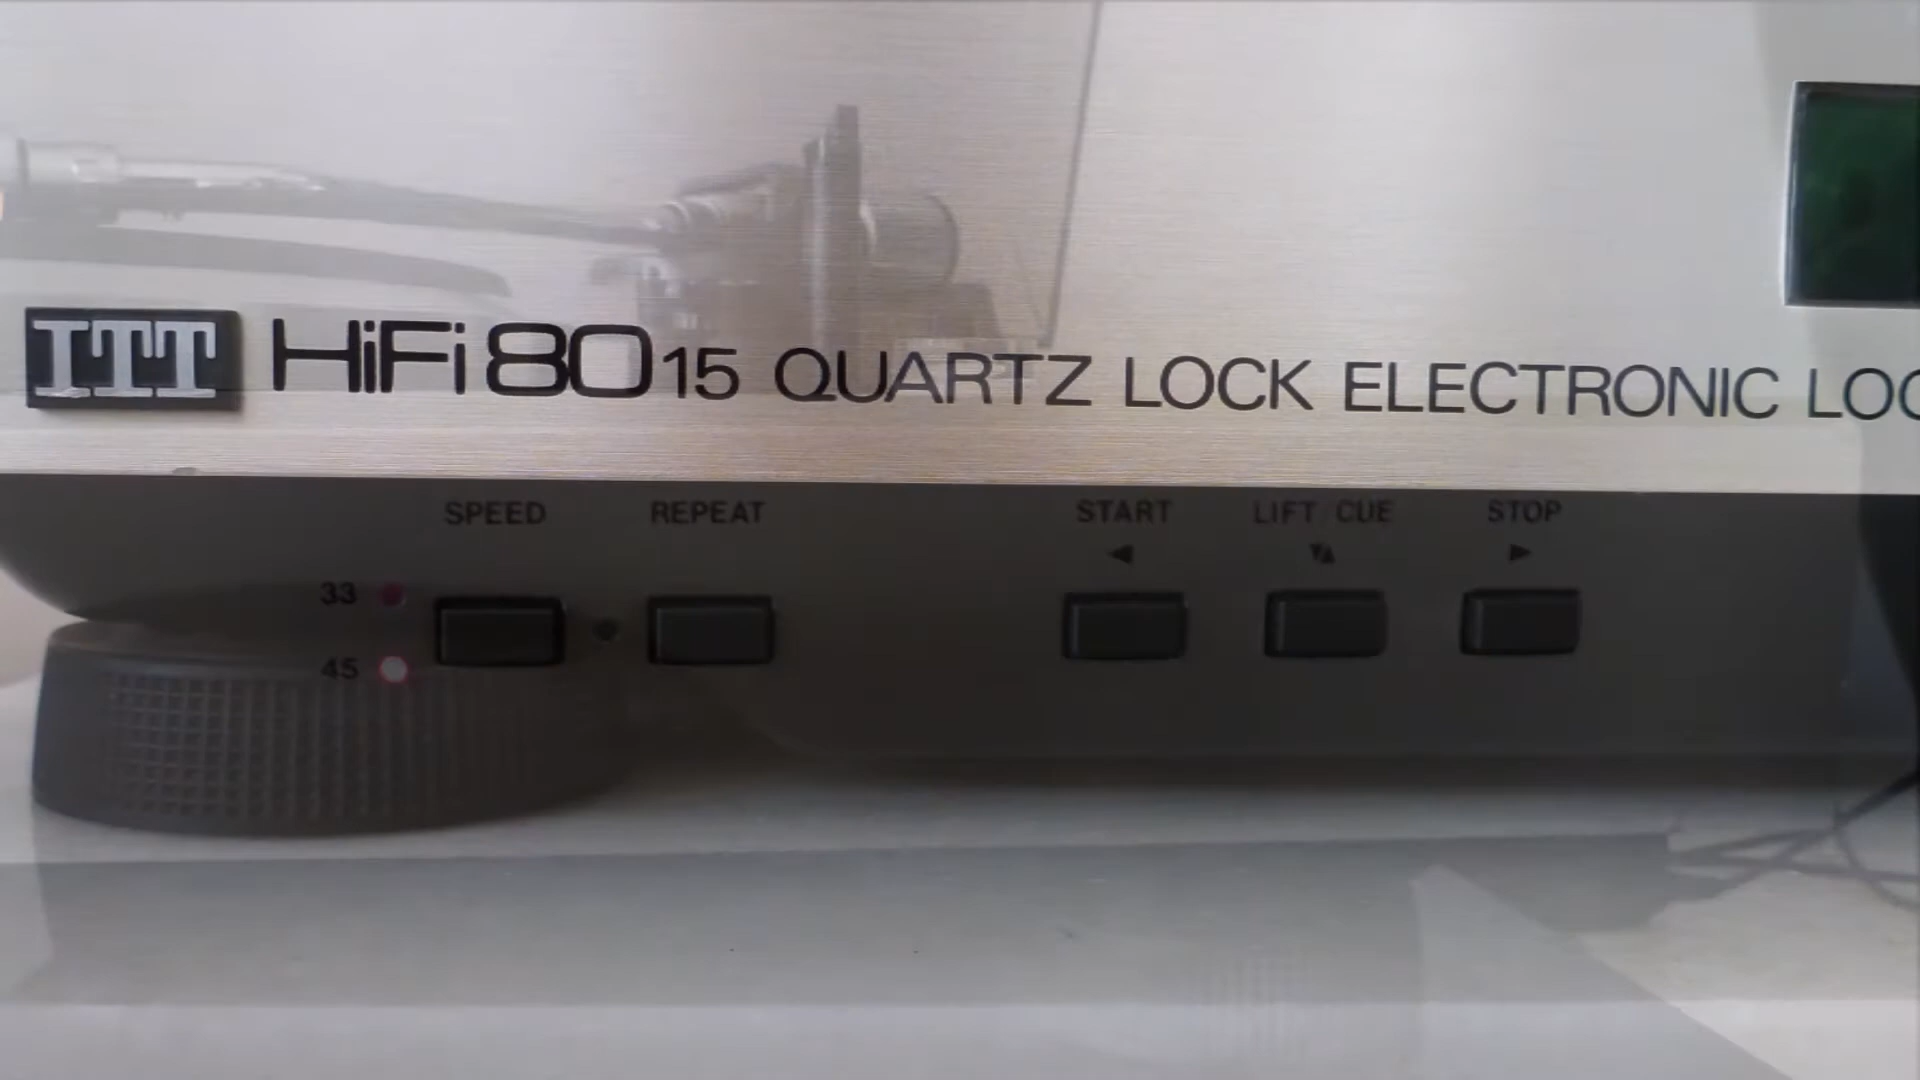 ITT HiFi 8015 QUARTZ LOCK ELECTRONIC
SPEED REPEAT START LIFT/CUE STOP
33
45